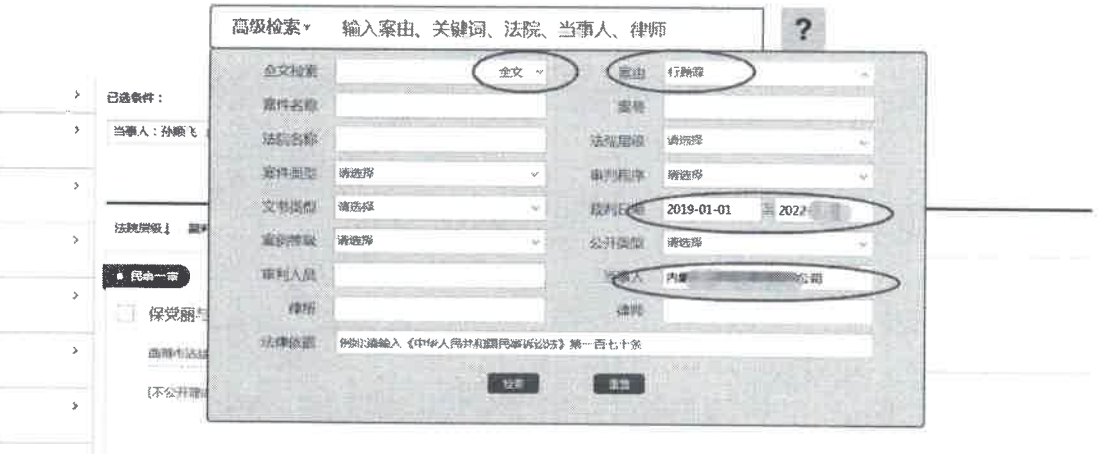 高级检索 输入案由、关键词、法院、当事人、律师 ?
全文检索 全文 案由 行贿罪
已选条件：
案件名称 案号
当事人：孙顺飞
法院名称 法院层级 请选择
案件类型 请选择 审判程序 请选择
文书类型 请选择 裁判日期 2019-01-01 至 2022-
法院层级↓ 裁判
案例等级 请选择 公开类型 请选择
民事一审
审判人员 当事人 内蒙 公司
保党丽与
律所 律师
法律依据 例如:请输入《中华人民共和国民事诉讼法》第一百七十条
检索 重置
(不公开理由